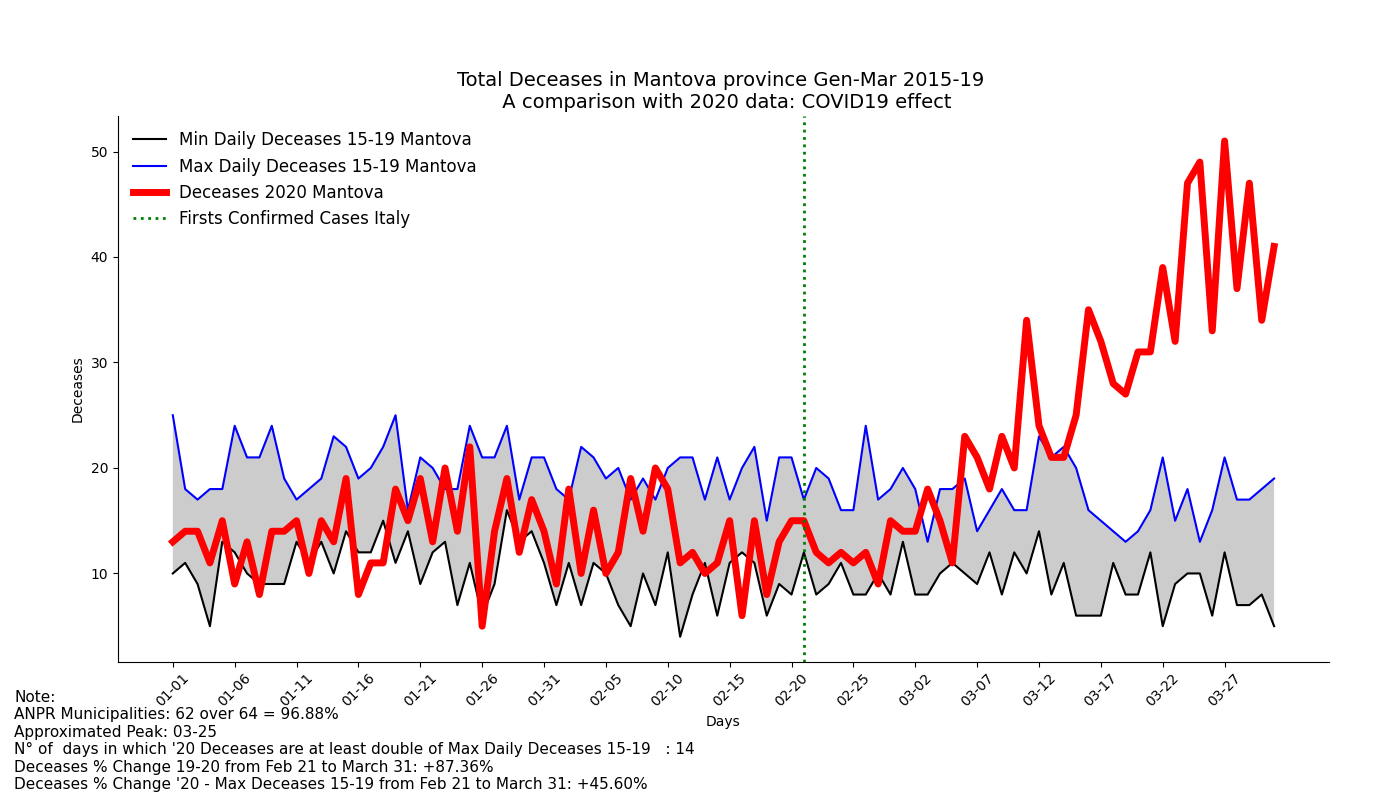 Total Deceases in Mantova province Gen-Mar 2015-19
A comparison with 2020 data: COVID19 effect
Min Daily Deceases 15-19 Mantova
Max Daily Deceases 15-19 Mantova
Deceases 2020 Mantova
Firsts Confirmed Cases Italy
50
40
30
20
10
Deceases
01-01 01-06 01-11 01-16 01-21 01-26 01-31 02-05 02-10 02-15 02-20 02-25 03-02 03-07 03-12 03-17 03-22 03-27
Days
Note:
ANPR Municipalities: 62 over 64 = 96.88%
Approximated Peak: 03-25
N° of  days in which '20 Deceases are at least double of Max Daily Deceases 15-19   : 14
Deceases % Change 19-20 from Feb 21 to March 31: +87.36%
Deceases % Change '20 - Max Deceases 15-19 from Feb 21 to March 31: +45.60%